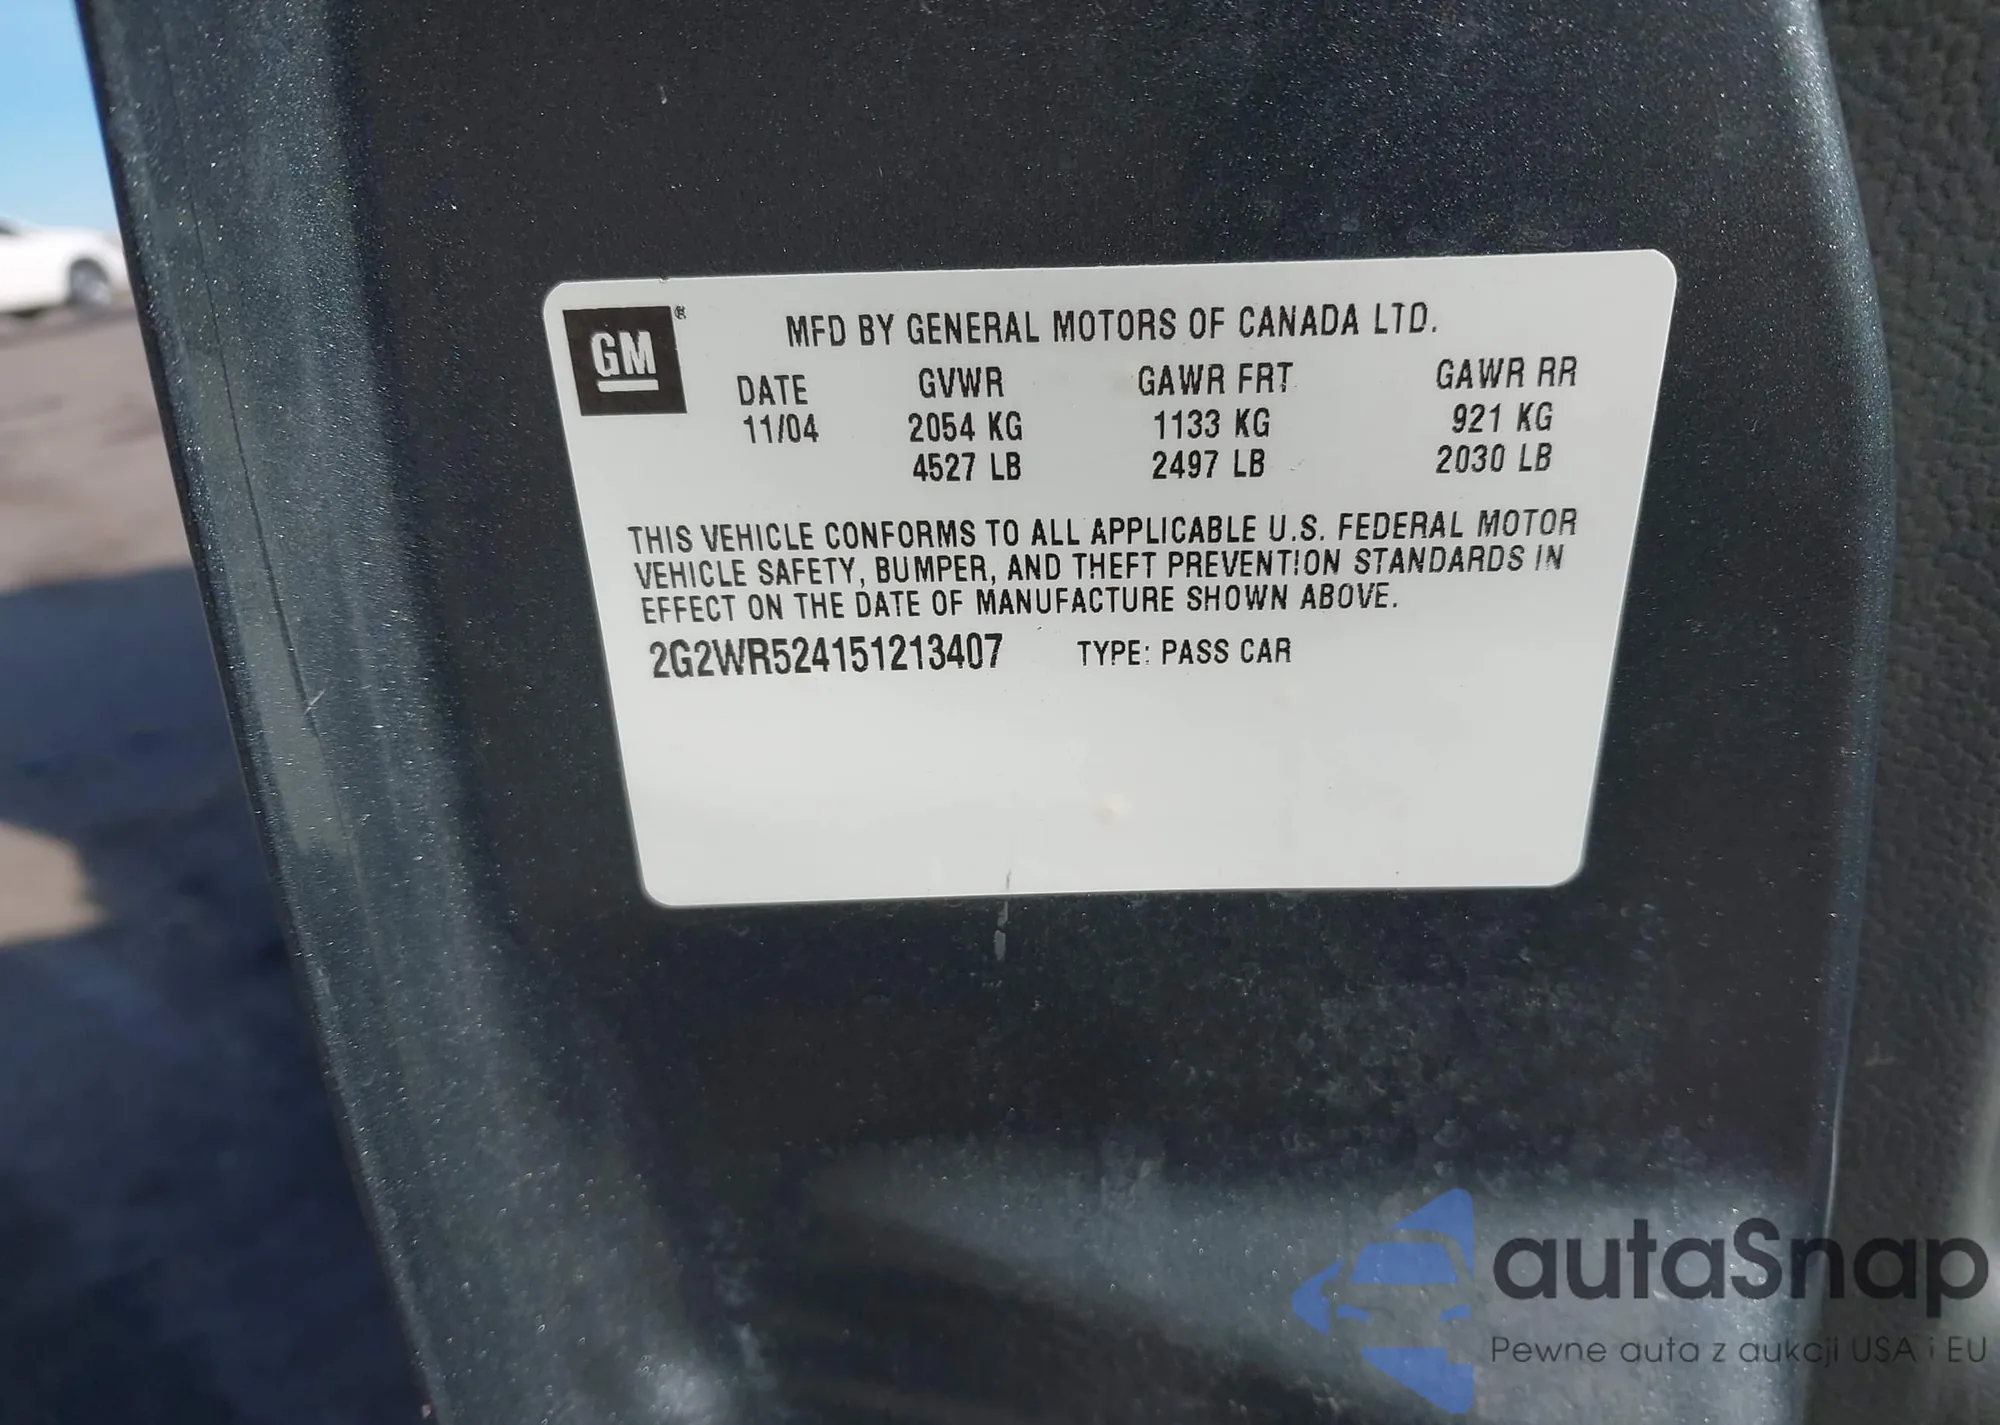 GM ®
MFD BY GENERAL MOTORS OF CANADA LTD.
DATE GVWR GAWR FRT GAWR RR
11/04 2054 KG 1133 KG 921 KG
4527 LB 2497 LB 2030 LB
THIS VEHICLE CONFORMS TO ALL APPLICABLE U.S. FEDERAL MOTOR
VEHICLE SAFETY, BUMPER, AND THEFT PREVENTION STANDARDS IN
EFFECT ON THE DATE OF MANUFACTURE SHOWN ABOVE.
2G2WR524151213407 TYPE: PASS CAR
autaSnap
Pewne auta z aukcji USA i EU